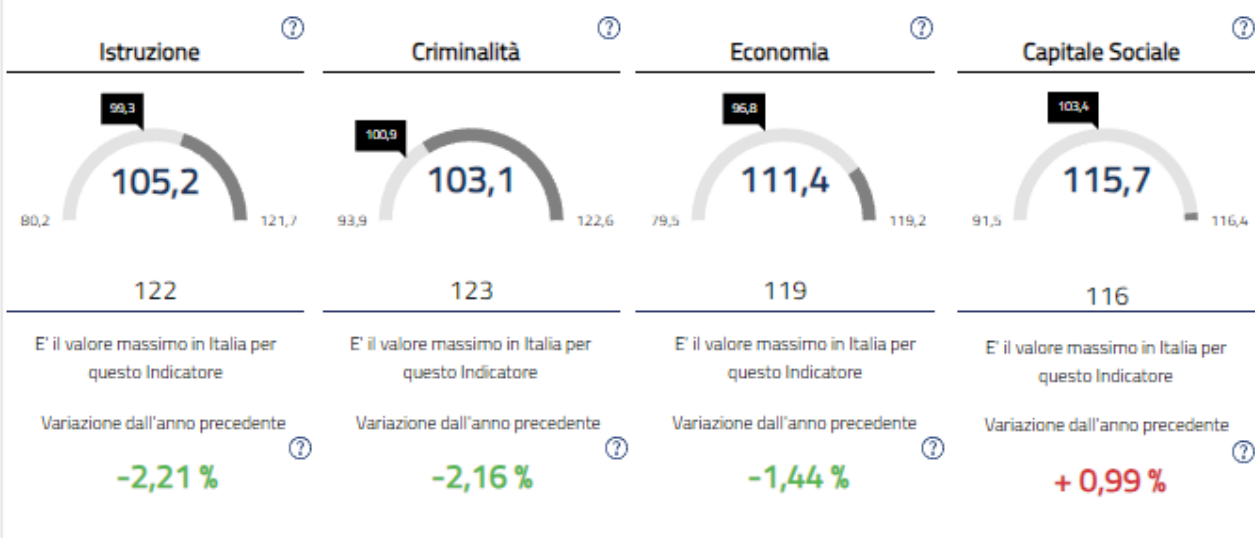 Istruzione
?
99,3
105,2
80,2
121,7
122
E' il valore massimo in Italia per
questo Indicatore
Variazione dall'anno precedente
?
-2,21 %
Criminalità
?
100,9
103,1
93,9
122,6
123
E' il valore massimo in Italia per
questo Indicatore
Variazione dall'anno precedente
?
-2,16 %
Economia
?
96,8
111,4
79,5
119,2
119
E' il valore massimo in Italia per
questo Indicatore
Variazione dall'anno precedente
?
-1,44 %
Capitale Sociale
?
103,4
115,7
91,5
116,4
116
E' il valore massimo in Italia per
questo Indicatore
Variazione dall'anno precedente
?
+ 0,99 %